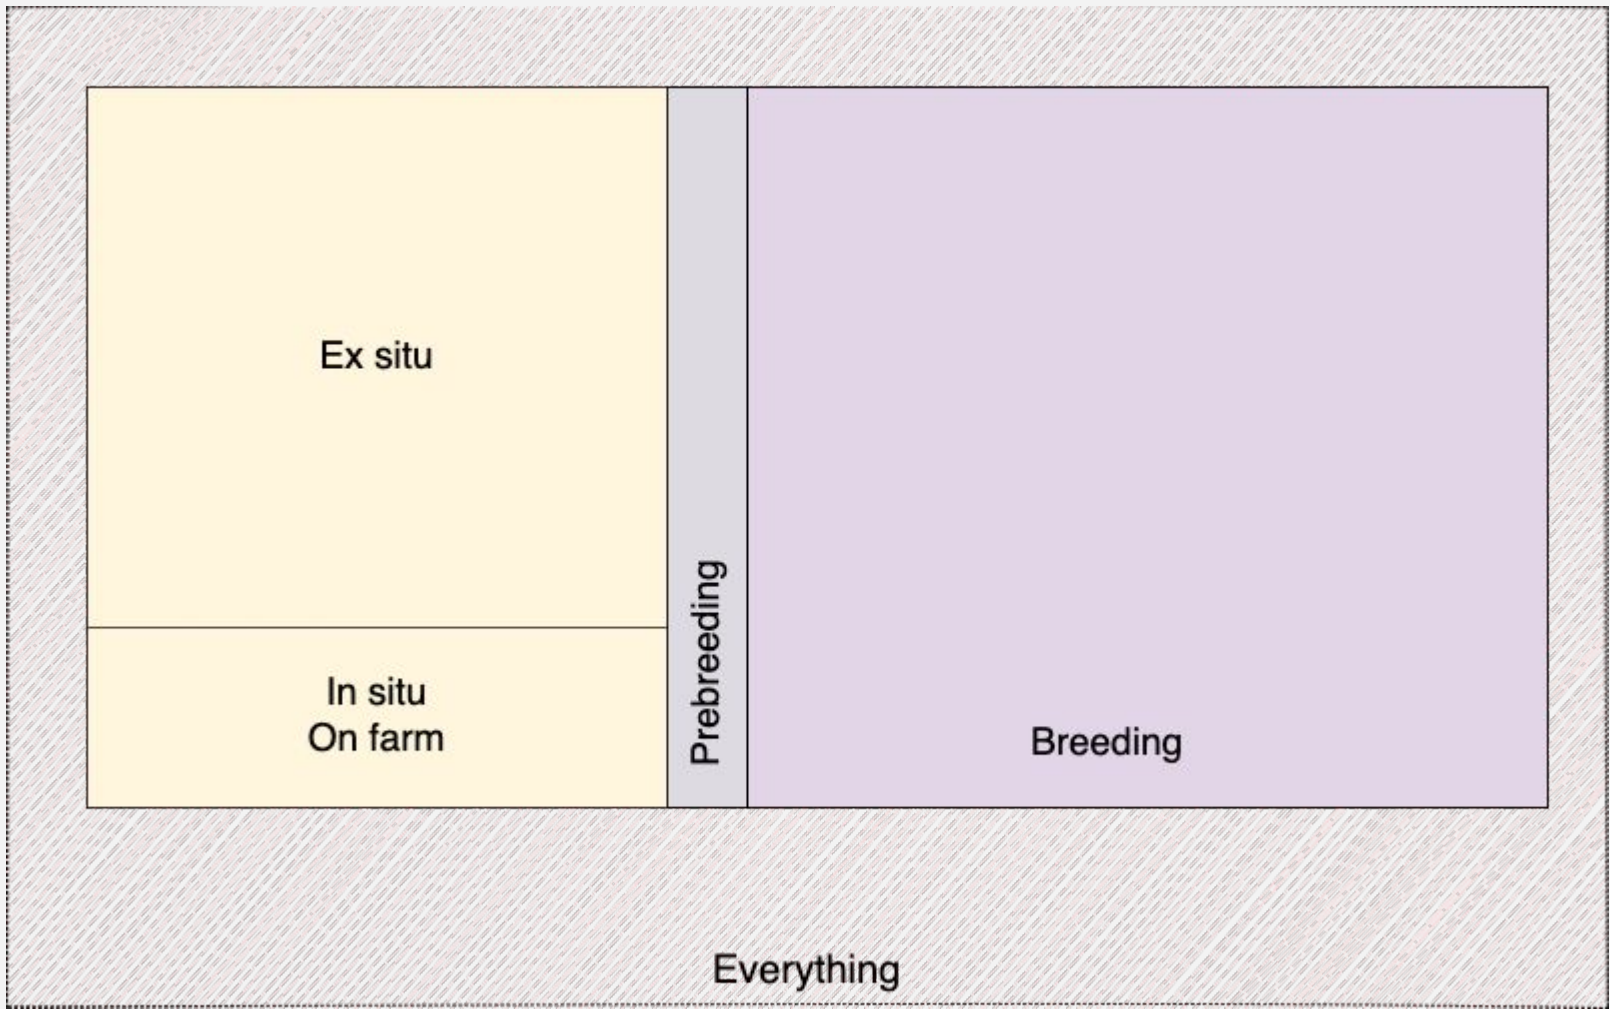 Ex situ
In situ
On farm
Prebreeding
Breeding
Everything